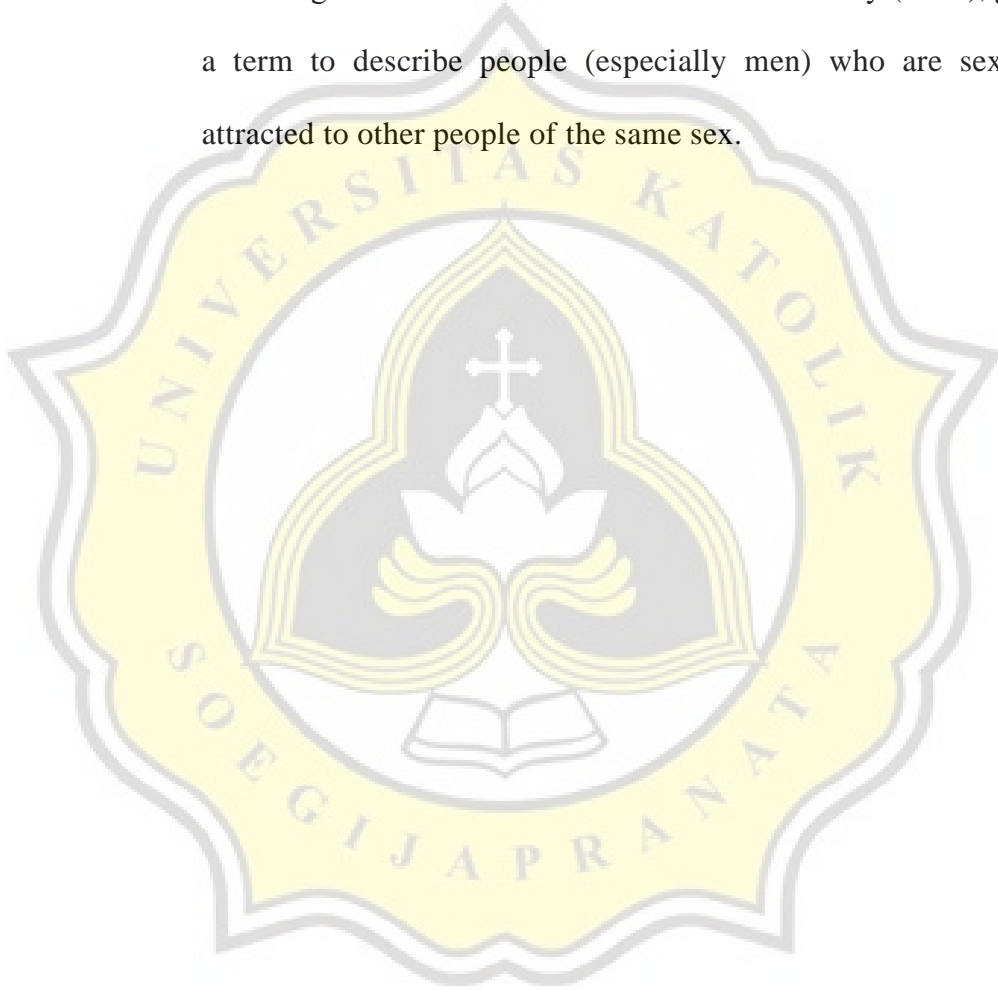 a term to describe people (especially men) who are sex
attracted to other people of the same sex.
UNIVERSITAS KATOLIK
SOEGIJAPRANATA